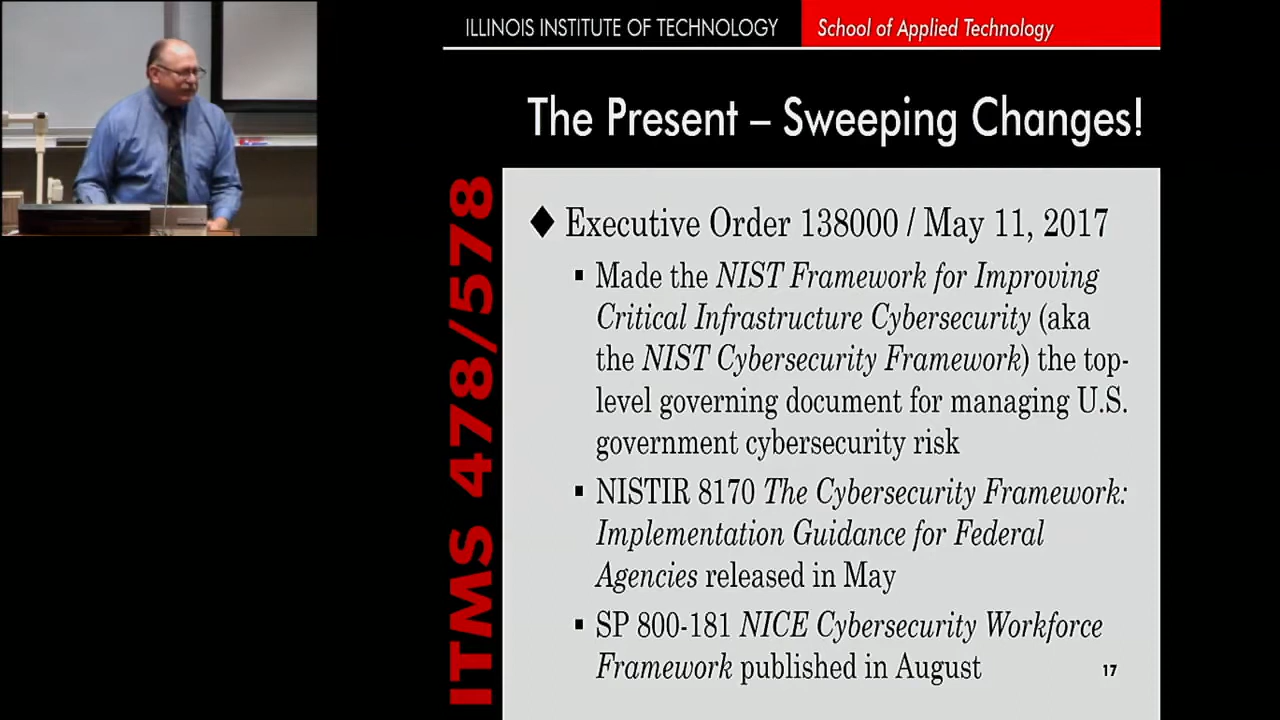 ILLINOIS INSTITUTE OF TECHNOLOGY School of Applied Technology
The Present – Sweeping Changes!
ITMS 478/578
◆ Executive Order 138000 / May 11, 2017
▪ Made the NIST Framework for Improving
Critical Infrastructure Cybersecurity (aka
the NIST Cybersecurity Framework) the top-
level governing document for managing U.S.
government cybersecurity risk
▪ NISTIR 8170 The Cybersecurity Framework:
Implementation Guidance for Federal
Agencies released in May
▪ SP 800-181 NICE Cybersecurity Workforce
Framework published in August
17